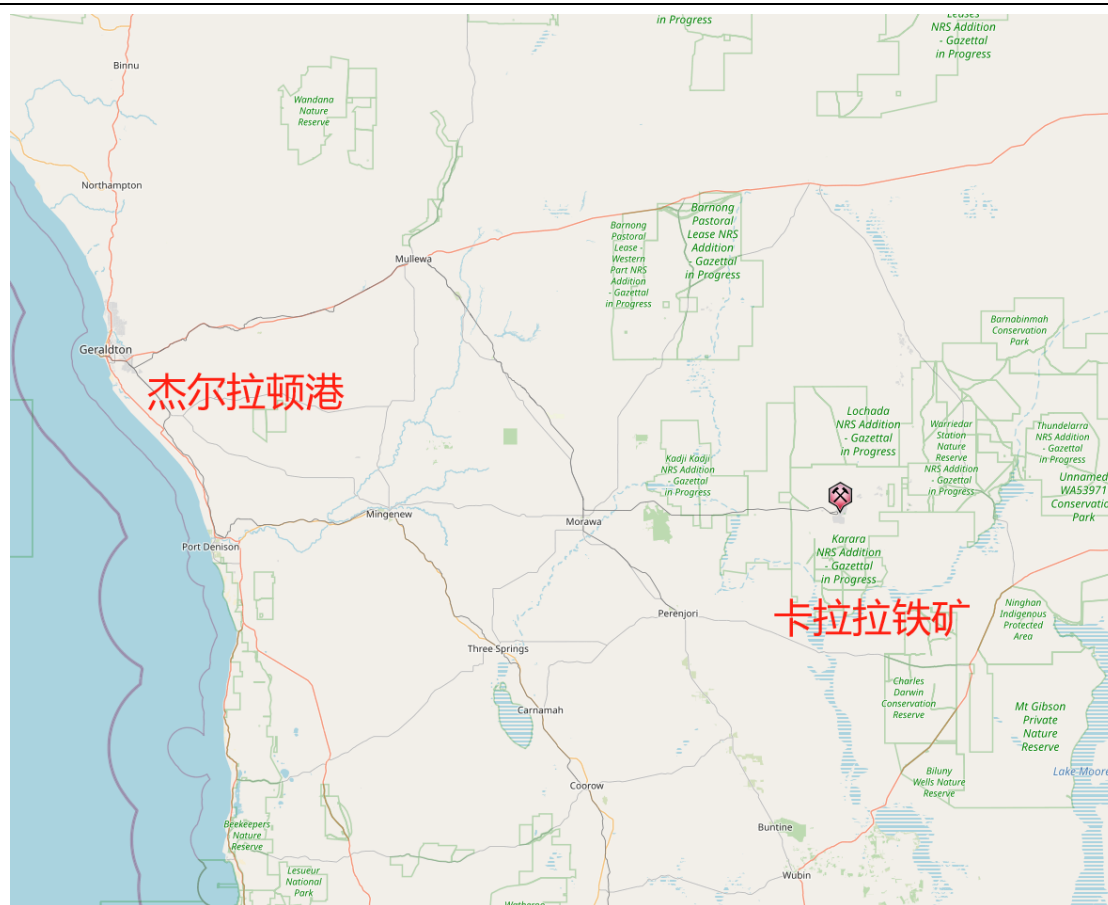 in Progress
Leases
NRS Addition
- Gazettal
in Progress
Binnu
Wandana
Nature
Reserve
Northampton
Barnong
Pastoral
Lease NRS
Addition
- Gazettal
in Progress
Barnong
Pastoral
Lease -
Western
Part NRS
Addition
- Gazettal
in Progress
Mullewa
Barnobinmah
Conservation
Park
Geraldton
杰尔拉顿港
Lochada
NRS Addition
- Gazettal
in Progress
Warriedar
Station
Nature
Reserve
NRS Addition
- Gazettal
in Progress
Thundelarra
NRS Addition
- Gazettal
in Progress
Kadji Kadji
NRS Addition
- Gazettal
in Progress
Unnamed
WA53971
Conservatio
Park
Mingenew
Morawa
Port Denison
Karara
NRS Addition
- Gazettal
in Progress
卡拉拉铁矿
Ninghan
Indigenous
Protected
Area
Perenjori
Three Springs
Charles
Darwin
Conservation
Reserve
Carnamah
Mt Gibson
Private
Nature
Reserve
Biluny
Wells Nature
Reserve
Lake Moore
Coorow
Beekeepers
Nature
Reserve
Buntine
Lesueur
National
Park
Wubin